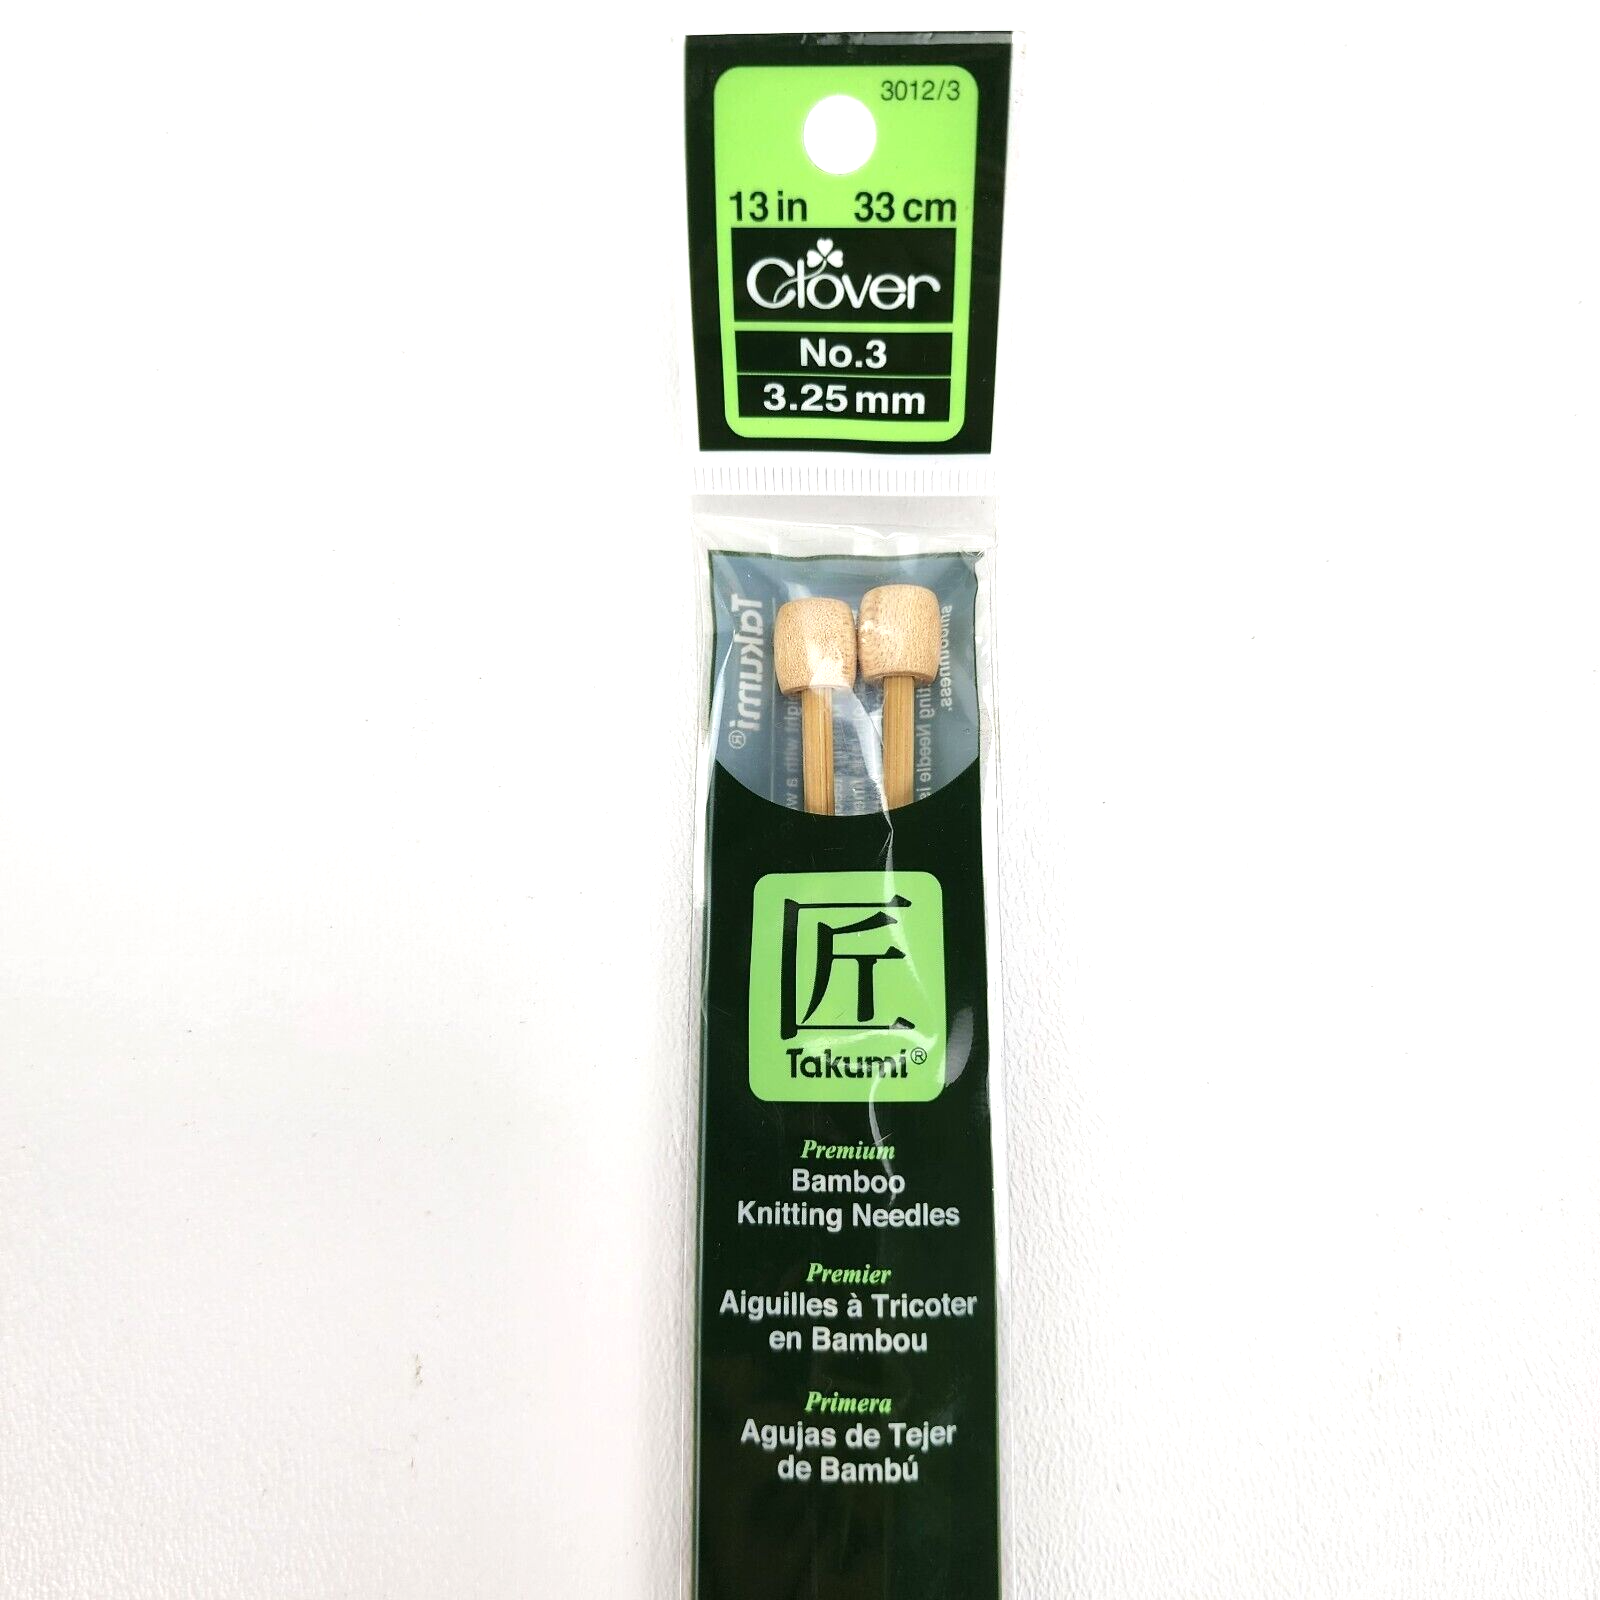 3012/3
13 in 33 cm
Clover
No.3
3.25 mm
Takumi®
smoothness.
匠
Takumi®
Premium
Bamboo
Knitting Needles
Premier
Aiguilles à Tricoter
en Bambou
Primera
Agujas de Tejer
de Bambú